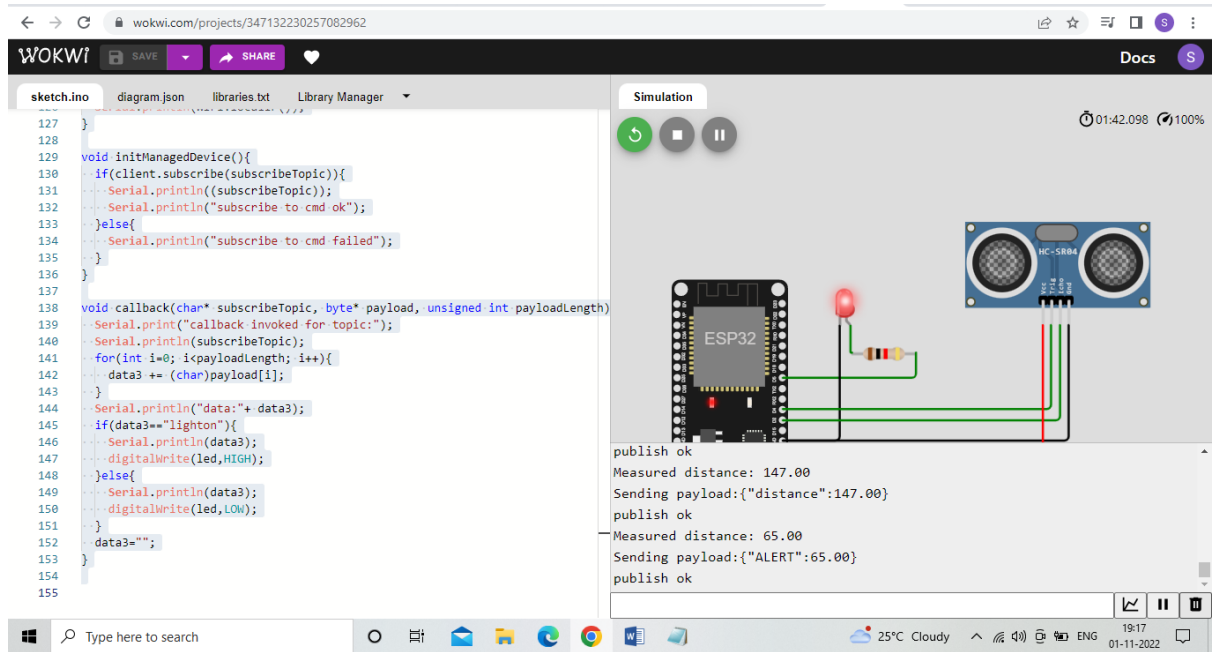 wokwi.com/projects/347132230257082962
S
WOKWI SAVE SHARE Docs S
sketch.ino diagram.json libraries.txt Library Manager
127 }
128
129 void initManagedDevice(){
130 if(client.subscribe(subscribeTopic)){
131 Serial.println((subscribeTopic));
132 Serial.println("subscribe to cmd ok");
133 }else{
134 Serial.println("subscribe to cmd failed");
135 }
136 }
137
138 void callback(char* subscribeTopic, byte* payload, unsigned int payloadLength)
139 Serial.print("callback invoked for topic:");
140 Serial.println(subscribeTopic);
141 for(int i=0; i<payloadLength; i++){
142 data3 += (char)payload[i];
143 }
144 Serial.println("data:"+ data3);
145 if(data3=="lighton"){
146 Serial.println(data3);
147 digitalWrite(led,HIGH);
148 }else{
149 Serial.println(data3);
150 digitalWrite(led,LOW);
151 }
152 data3="";
153 }
154
155
Simulation
01:42.098 100%
HC-SR04
Vcc
Trig
Echo
Gnd
ESP32
publish ok
Measured distance: 147.00
Sending payload:{"distance":147.00}
publish ok
Measured distance: 65.00
Sending payload:{"ALERT":65.00}
publish ok
Type here to search
25°C Cloudy
ENG
19:17
01-11-2022